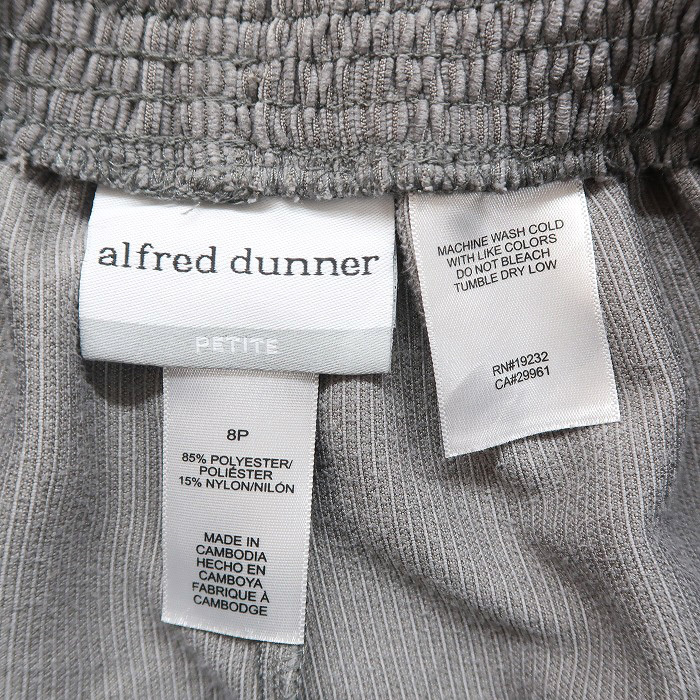 alfred dunner
PETITE
8P
85% POLYESTER/
POLIÉSTER
15% NYLON/NILÓN
MADE IN
CAMBODIA
HECHO EN
CAMBOYA
FABRIQUÉ À
CAMBODGE
MACHINE WASH COLD
WITH LIKE COLORS
DO NOT BLEACH
TUMBLE DRY LOW
RN#19232
CA#29961